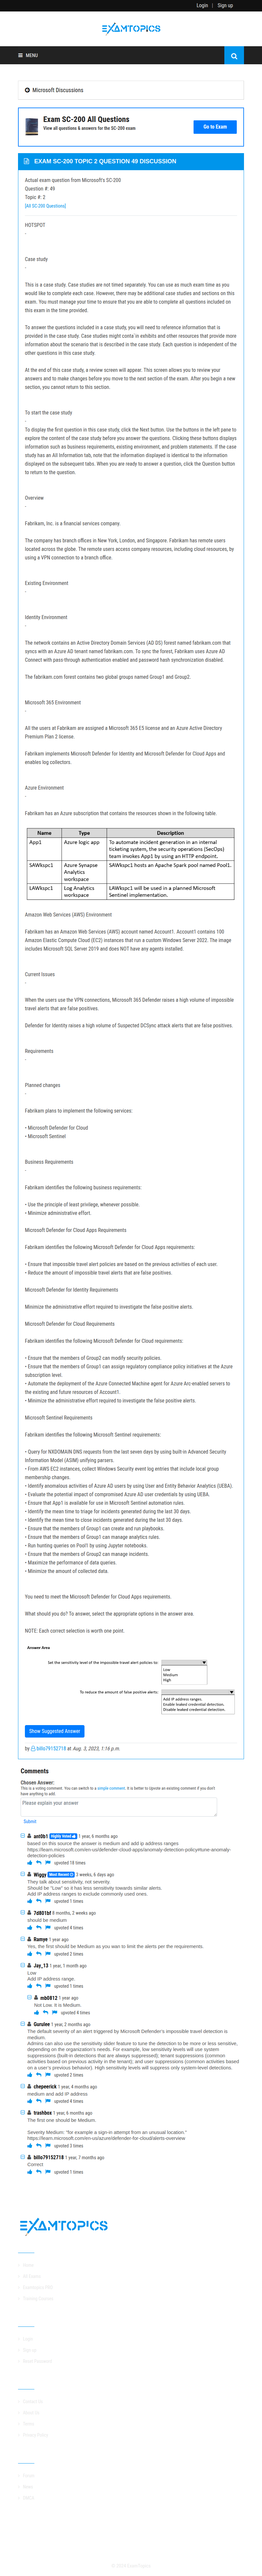 Login | Sign up
EXAMTOPICS
MENU
Microsoft Discussions
Exam SC-200 All Questions
View all questions & answers for the SC-200 exam
Go to Exam
EXAM SC-200 TOPIC 2 QUESTION 49 DISCUSSION
Actual exam question from Microsoft's SC-200
Question #: 49
Topic #: 2
[All SC-200 Questions]
HOTSPOT
-
Case study
-
This is a case study. Case studies are not timed separately. You can use as much exam time as you
would like to complete each case. However, there may be additional case studies and sections on this
exam. You must manage your time to ensure that you are able to complete all questions included on
this exam in the time provided.
To answer the questions included in a case study, you will need to reference information that is
provided in the case study. Case studies might contain exhibits and other resources that provide more
information about the scenario that is described in the case study. Each question is independent of the
other questions in this case study.
At the end of this case study, a review screen will appear. This screen allows you to review your
answers and to make changes before you move to the next section of the exam. After you begin a new
section, you cannot return to this section.
To start the case study
-
To display the first question in this case study, click the Next button. Use the buttons in the left pane to
explore the content of the case study before you answer the questions. Clicking these buttons displays
information such as business requirements, existing environment, and problem statements. If the case
study has an All Information tab, note that the information displayed is identical to the information
displayed on the subsequent tabs. When you are ready to answer a question, click the Question button
to return to the question.
Overview
-
Fabrikam, Inc. is a financial services company.
The company has branch offices in New York, London, and Singapore. Fabrikam has remote users
located across the globe. The remote users access company resources, including cloud resources, by
using a VPN connection to a branch office.
Existing Environment
-
Identity Environment
-
The network contains an Active Directory Domain Services (AD DS) forest named fabrikam.com that
syncs with an Azure AD tenant named fabrikam.com. To sync the forest, Fabrikam uses Azure AD
Connect with pass-through authentication enabled and password hash synchronization disabled.
The fabrikam.com forest contains two global groups named Group1 and Group2.
Microsoft 365 Environment
-
All the users at Fabrikam are assigned a Microsoft 365 E5 license and an Azure Active Directory
Premium Plan 2 license.
Fabrikam implements Microsoft Defender for Identity and Microsoft Defender for Cloud Apps and
enables log collectors.
Azure Environment
-
Fabrikam has an Azure subscription that contains the resources shown in the following table.
Name Type Description
App1 Azure logic app To automate incident generation in an internal
ticketing system, the security operations (SecOps)
team invokes App1 by using an HTTP endpoint.
SAWkspc1 Azure Synapse SAWkspc1 hosts an Apache Spark pool named Pool1.
Analytics
workspace
LAWkspc1 Log Analytics LAWkspc1 will be used in a planned Microsoft
workspace Sentinel implementation.
Amazon Web Services (AWS) Environment
-
Fabrikam has an Amazon Web Services (AWS) account named Account1. Account1 contains 100
Amazon Elastic Compute Cloud (EC2) instances that run a custom Windows Server 2022. The image
includes Microsoft SQL Server 2019 and does NOT have any agents installed.
Current Issues
-
When the users use the VPN connections, Microsoft 365 Defender raises a high volume of impossible
travel alerts that are false positives.
Defender for Identity raises a high volume of Suspected DCSync attack alerts that are false positives.
Requirements
-
Planned changes
-
Fabrikam plans to implement the following services:
• Microsoft Defender for Cloud
• Microsoft Sentinel
Business Requirements
-
Fabrikam identifies the following business requirements:
• Use the principle of least privilege, whenever possible.
• Minimize administrative effort.
Microsoft Defender for Cloud Apps Requirements
Fabrikam identifies the following Microsoft Defender for Cloud Apps requirements:
• Ensure that impossible travel alert policies are based on the previous activities of each user.
• Reduce the amount of impossible travel alerts that are false positives.
Microsoft Defender for Identity Requirements
Minimize the administrative effort required to investigate the false positive alerts.
Microsoft Defender for Cloud Requirements
Fabrikam identifies the following Microsoft Defender for Cloud requirements:
• Ensure that the members of Group2 can modify security policies.
• Ensure that the members of Group1 can assign regulatory compliance policy initiatives at the Azure
subscription level.
• Automate the deployment of the Azure Connected Machine agent for Azure Arc-enabled servers to
the existing and future resources of Account1.
• Minimize the administrative effort required to investigate the false positive alerts.
Microsoft Sentinel Requirements
Fabrikam identifies the following Microsoft Sentinel requirements:
• Query for NXDOMAIN DNS requests from the last seven days by using built-in Advanced Security
Information Model (ASIM) unifying parsers.
• From AWS EC2 instances, collect Windows Security event log entries that include local group
membership changes.
• Identify anomalous activities of Azure AD users by using User and Entity Behavior Analytics (UEBA).
• Evaluate the potential impact of compromised Azure AD user credentials by using UEBA.
• Ensure that App1 is available for use in Microsoft Sentinel automation rules.
• Identify the mean time to triage for incidents generated during the last 30 days.
• Identify the mean time to close incidents generated during the last 30 days.
• Ensure that the members of Group1 can create and run playbooks.
• Ensure that the members of Group1 can manage analytics rules.
• Run hunting queries on Pool1 by using Jupyter notebooks.
• Ensure that the members of Group2 can manage incidents.
• Maximize the performance of data queries.
• Minimize the amount of collected data.
You need to meet the Microsoft Defender for Cloud Apps requirements.
What should you do? To answer, select the appropriate options in the answer area.
NOTE: Each correct selection is worth one point.
Answer Area
Set the sensitivity level of the impossible travel alert policies to:
Low
Medium
High
To reduce the amount of false positive alerts:
Add IP address ranges.
Enable leaked credential detection.
Disable leaked credential detection.
Show Suggested Answer
by billo79152718 at Aug. 3, 2023, 1:16 p.m.
Comments
Chosen Answer:
This is a voting comment. You can switch to a simple comment. It is better to Upvote an existing comment if you don't
have anything to add.
Please explain your answer
Submit
ant0b1 Highly Voted 1 year, 6 months ago
based on this source the answer is medium and add ip address ranges
https://learn.microsoft.com/en-us/defender-cloud-apps/anomaly-detection-policy#tune-anomaly-
detection-policies
upvoted 18 times
Wiggy Most Recent 3 weeks, 6 days ago
They talk about sensitivity, not severity.
Should be "Low" so it has less sensitivity towards similar alerts.
Add IP address ranges to exclude commonly used ones.
upvoted 1 times
7d801bf 8 months, 2 weeks ago
should be medium
upvoted 4 times
Ramye 1 year ago
Yes, the first should be Medium as you want to limit the alerts per the requirements.
upvoted 2 times
Jay_13 1 year, 1 month ago
Low
Add IP address range.
upvoted 1 times
mb0812 1 year ago
Not Low. It is Medium.
upvoted 4 times
Gurulee 1 year, 2 months ago
The default severity of an alert triggered by Microsoft Defender's impossible travel detection is
medium.
Admins can also use the sensitivity slider feature to tune the detection to be more or less sensitive,
depending on the needs of their environment. Low sensitivity levels will use system suppressions,
tenant suppressions (activities that are always suppressed), and user suppressions (common
activities based on previous activity in the tenant), and user suppressions (common
activities based on previous activities). High sensitivity levels will suppress only system-level detections.
upvoted 2 times
chepeerick 1 year, 4 months ago
medium and add IP address
upvoted 4 times
trashbox 1 year, 6 months ago
The first one should be Medium.
Severity Medium: "for example a sign-in attempt from an unusual location."
https://learn.microsoft.com/en-us/azure/defender-for-cloud/alerts-overview
upvoted 3 times
billo79152718 1 year, 7 months ago
Correct
upvoted 1 times
EXAMTOPICS